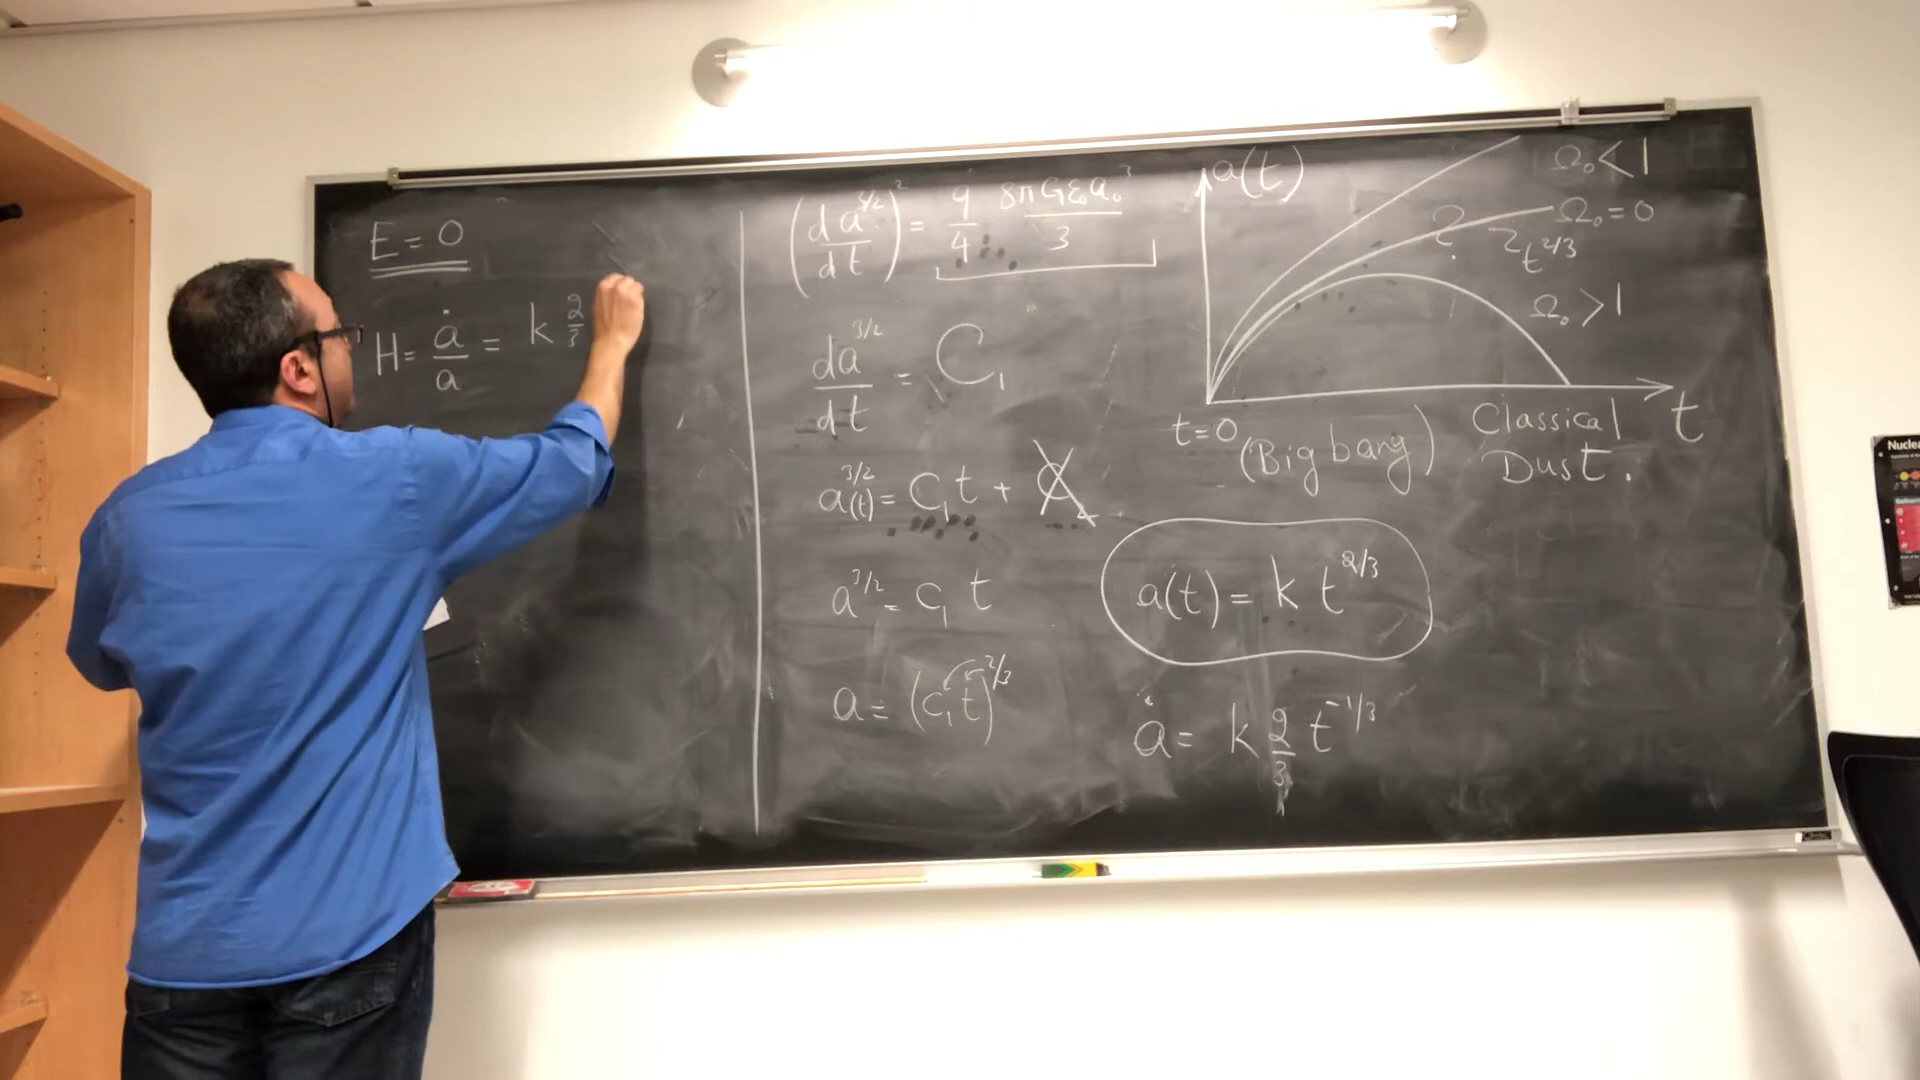 E = 0
H = ȧ/a = k 2/3
(d a^3/2 / dt)^2 = 9/4 8πGε₀a₀^3 / 3
da^3/2 / dt = C₁
a^3/2(t) = C₁t +
a^3/2 = C₁ t
a = (C₁t)^2/3
a(t)
Ω₀ < 1
Ω₀ = 0
?
t^2/3
Ω₀ > 1
t
t=0
(Big bang)
Classical
Dust.
a(t) = k t^2/3
ȧ = k 2/3 t^-1/3
Nuclea